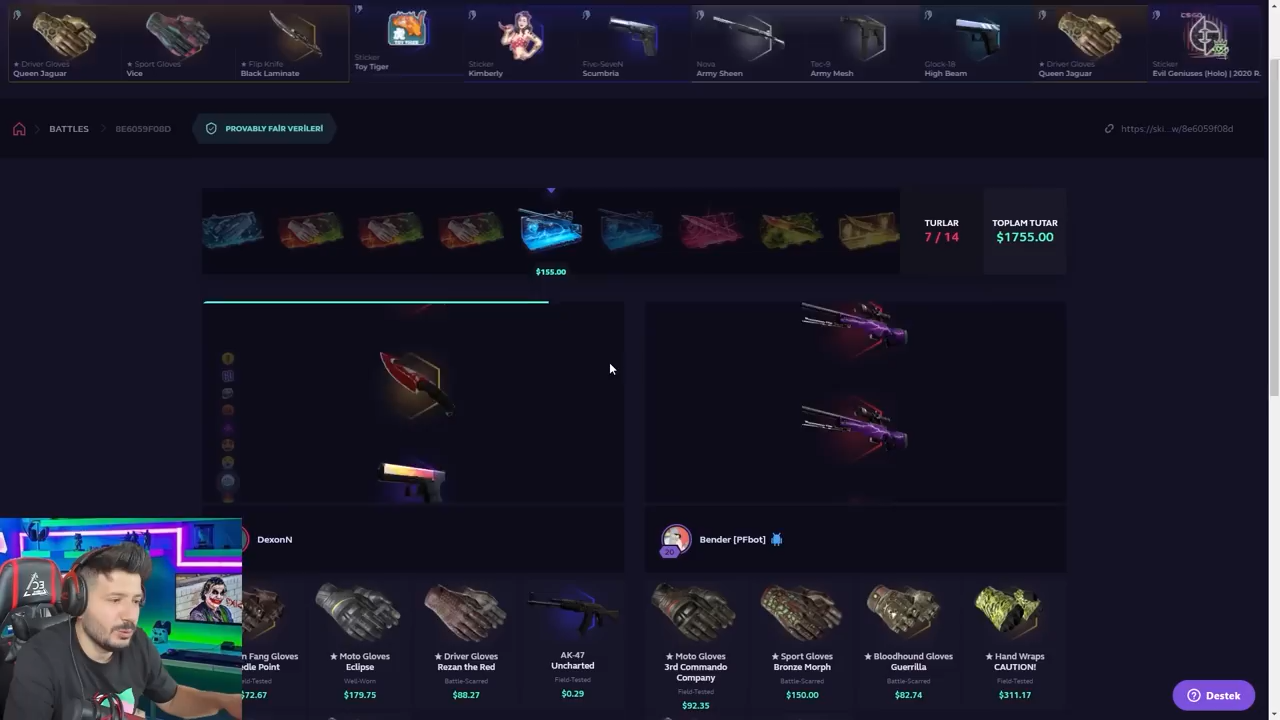 ★ Driver Gloves
Queen Jaguar
★ Sport Gloves
Vice
★ Flip Knife
Black Laminate
Sticker
Toy Tiger
Sticker
Kimberly
Five-SeveN
Scumbria
Nova
Army Sheen
Tec-9
Army Mesh
Glock-18
High Beam
★ Driver Gloves
Queen Jaguar
Sticker
Evil Geniuses (Holo) | 2020 R.
BATTLES
8E6059F08D
PROVABLY FAİR VERİLERİ
https://ski...w/8e6059f08d
TURLAR
7 / 14
TOPLAM TUTAR
$1755.00
$155.00
DexonN
20
Bender [PFbot]
n Fang Gloves
dle Point
Field-Tested
$72.67
★ Moto Gloves
Eclipse
Well-Worn
$179.75
★ Driver Gloves
Rezan the Red
Battle-Scarred
$88.27
AK-47
Uncharted
Field-Tested
$0.29
★ Moto Gloves
3rd Commando
Company
Field-Tested
$92.35
★ Sport Gloves
Bronze Morph
Battle-Scarred
$150.00
★ Bloodhound Gloves
Guerrilla
Battle-Scarred
$82.74
★ Hand Wraps
CAUTION!
Field-Tested
$311.17
Destek